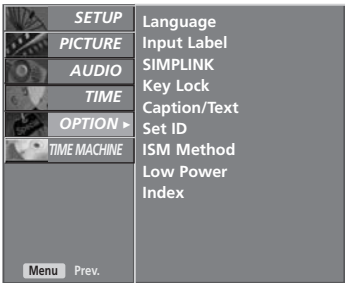 SETUP
PICTURE
AUDIO
TIME
OPTION ►
TIME MACHINE
Menu Prev.
Language
Input Label
SIMPLINK
Key Lock
Caption/Text
Set ID
ISM Method
Low Power
Index